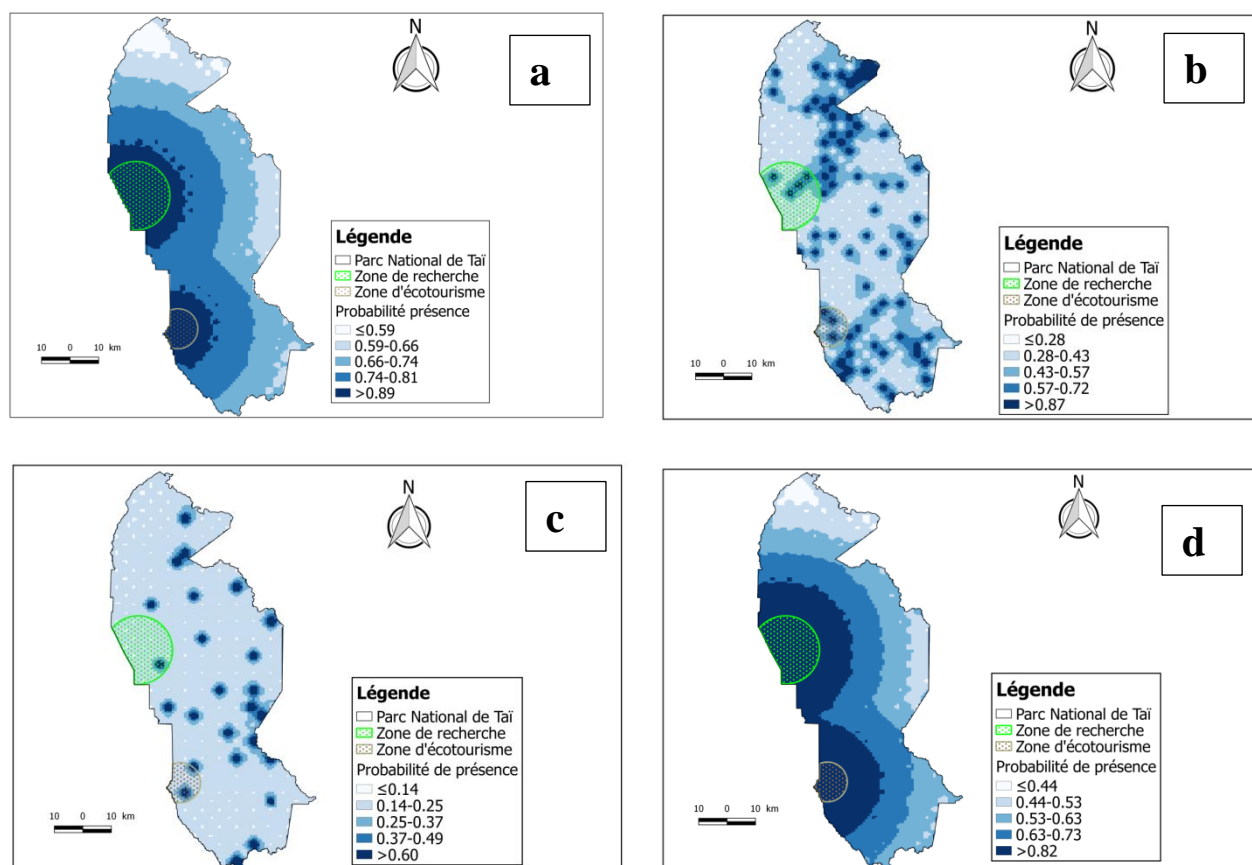 N
a
Légende
Parc National de Taï
Zone de recherche
Zone d'écotourisme
Probabilité présence
≤0.59
0.59-0.66
0.66-0.74
0.74-0.81
>0.89
10 0 10 km
N
b
Légende
Parc National de Taï
Zone de recherche
Zone d'écotourisme
Probabilité de présence
≤0.28
0.28-0.43
0.43-0.57
0.57-0.72
>0.87
10 0 10 km
N
c
Légende
Parc National de Taï
Zone de recherche
Zone d'écotourisme
Probabilité de présence
≤0.14
0.14-0.25
0.25-0.37
0.37-0.49
>0.60
10 0 10 km
N
d
Légende
Parc National de Taï
Zone de recherche
Zone d'écotourisme
Probabilité de présence
≤0.44
0.44-0.53
0.53-0.63
0.63-0.73
>0.82
10 0 10 km